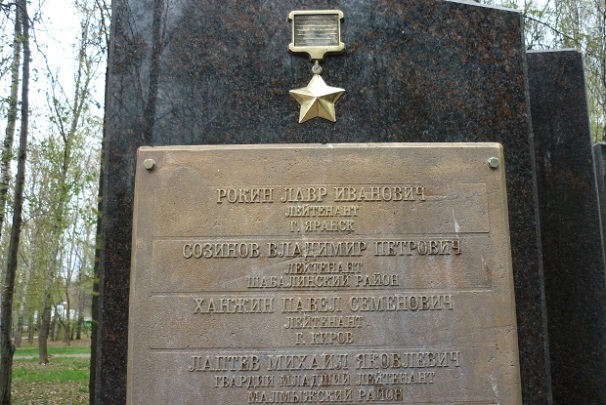 РОКИН ЛАВР ИВАНОВИЧ
ЛЕЙТЕНАНТ
Г. ЯРАНСК
СОЗИНОВ ВЛАДИМИР ПЕТРОВИЧ
ЛЕЙТЕНАНТ
ШАБАЛИНСКИЙ РАЙОН
ХАНЖИН ПАВЕЛ СЕМЕНОВИЧ
ЛЕЙТЕНАНТ
Г. КИРОВ
ЛАПТЕВ МИХАИЛ ЯКОВЛЕВИЧ
ГВАРДИИ МЛАДШИЙ ЛЕЙТЕНАНТ
МАЛМЫЖСКИЙ РАЙОН